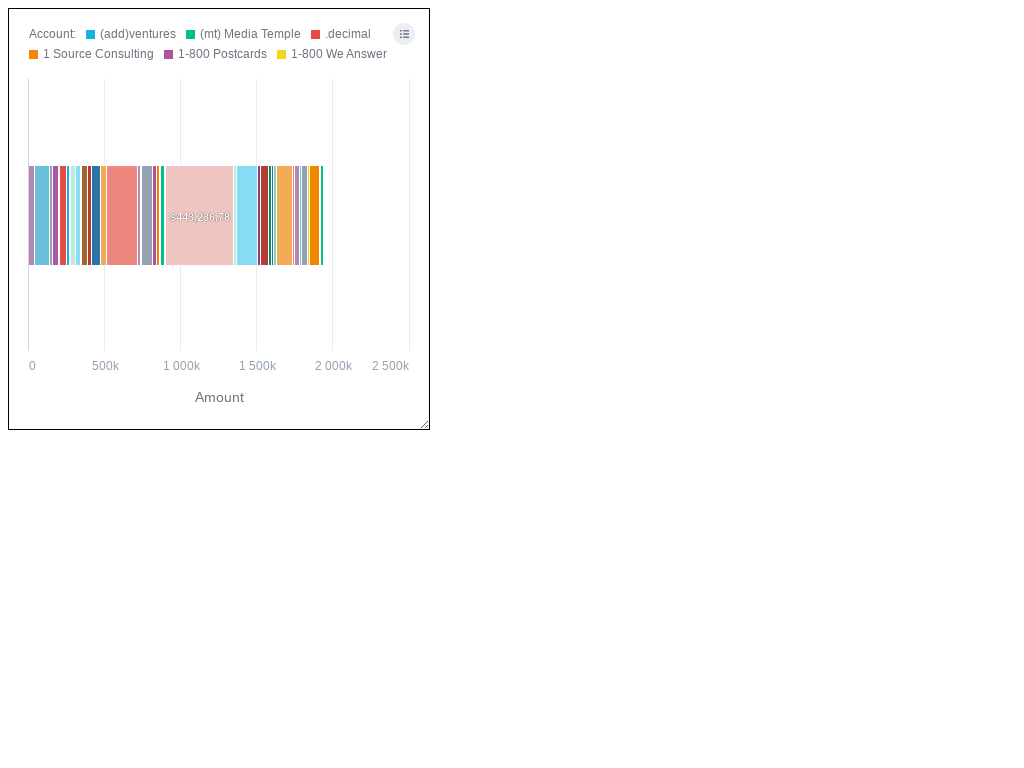 Account: (add)ventures (mt) Media Temple .decimal
1 Source Consulting 1-800 Postcards 1-800 We Answer
$443,236.78
0 500k 1 000k 1 500k 2 000k 2 500k
Amount